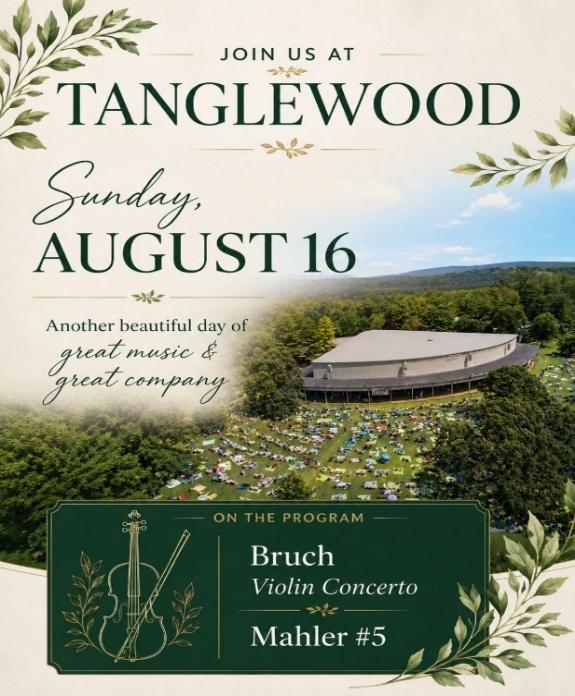 JOIN US AT
TANGLEWOOD
Sunday,
AUGUST 16
Another beautiful day of
great music &
great company
ON THE PROGRAM
Bruch
Violin Concerto
Mahler #5